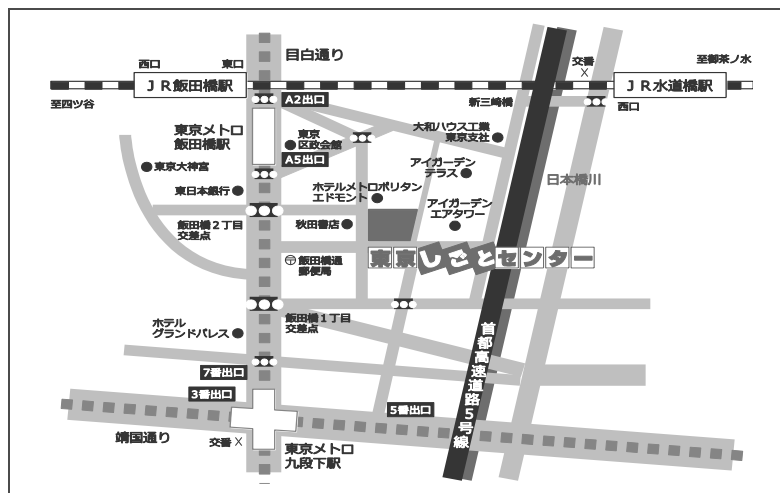 目白通り
西口
東口
交番
至御茶ノ水
JR飯田橋駅
JR水道橋駅
至四ツ谷
A2出口
新三崎橋
西口
東京メトロ
飯田橋駅
東京
区政会館
大和ハウス工業
東京支社
A5出口
東京大神宮
アイガーデン
テラス
日本橋川
東日本銀行
ホテルメトロポリタン
エドモント
アイガーデン
エアタワー
飯田橋2丁目
交差点
秋田書店
飯田橋通
郵便局
東京しごとセンター
ホテル
グランドパレス
飯田橋1丁目
交差点
首都高速道路5号線
7番出口
3番出口
5番出口
靖国通り
交番
東京メトロ
九段下駅